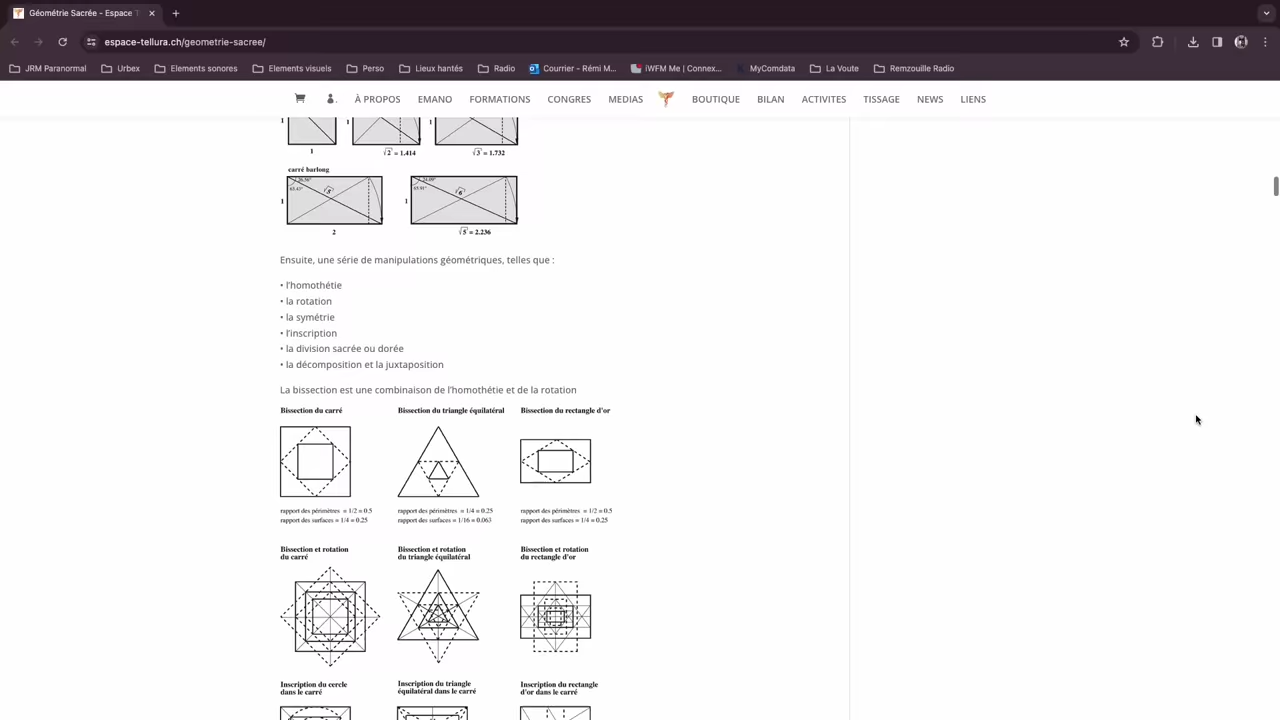 Géométrie Sacrée - Espace T
espace-tellura.ch/geometrie-sacree/
JRM Paranormal Urbex Elements sonores Elements visuels Perso Lieux hantés Radio Courrier - Rémi M... iWFM Me | Connex... MyComdata La Voute Remzouille Radio
À PROPOS EMANO FORMATIONS CONGRES MEDIAS BOUTIQUE BILAN ACTIVITES TISSAGE NEWS LIENS
1 1 1
1 √2 = 1.414 √3 = 1.732
carré barlong
63.43° √5 65.91° √6
1 1
2 √5 = 2.236
Ensuite, une série de manipulations géométriques, telles que :
• l'homothétie
• la rotation
• la symétrie
• l'inscription
• la division sacrée ou dorée
• la décomposition et la juxtaposition
La bissection est une combinaison de l'homothétie et de la rotation
Bissection du carré Bissection du triangle équilatéral Bissection du rectangle d'or
rapport des périmètres = 1/2 = 0.5 rapport des périmètres = 1/4 = 0.25 rapport des périmètres = 1/2 = 0.5
rapport des surfaces = 1/4 = 0.25 rapport des surfaces = 1/16 = 0.063 rapport des surfaces = 1/4 = 0.25
Bissection et rotation Bissection et rotation Bissection et rotation
du carré du triangle équilatéral du rectangle d'or
Inscription du cercle Inscription du triangle Inscription du rectangle
dans le carré équilatéral dans le carré d'or dans le carré